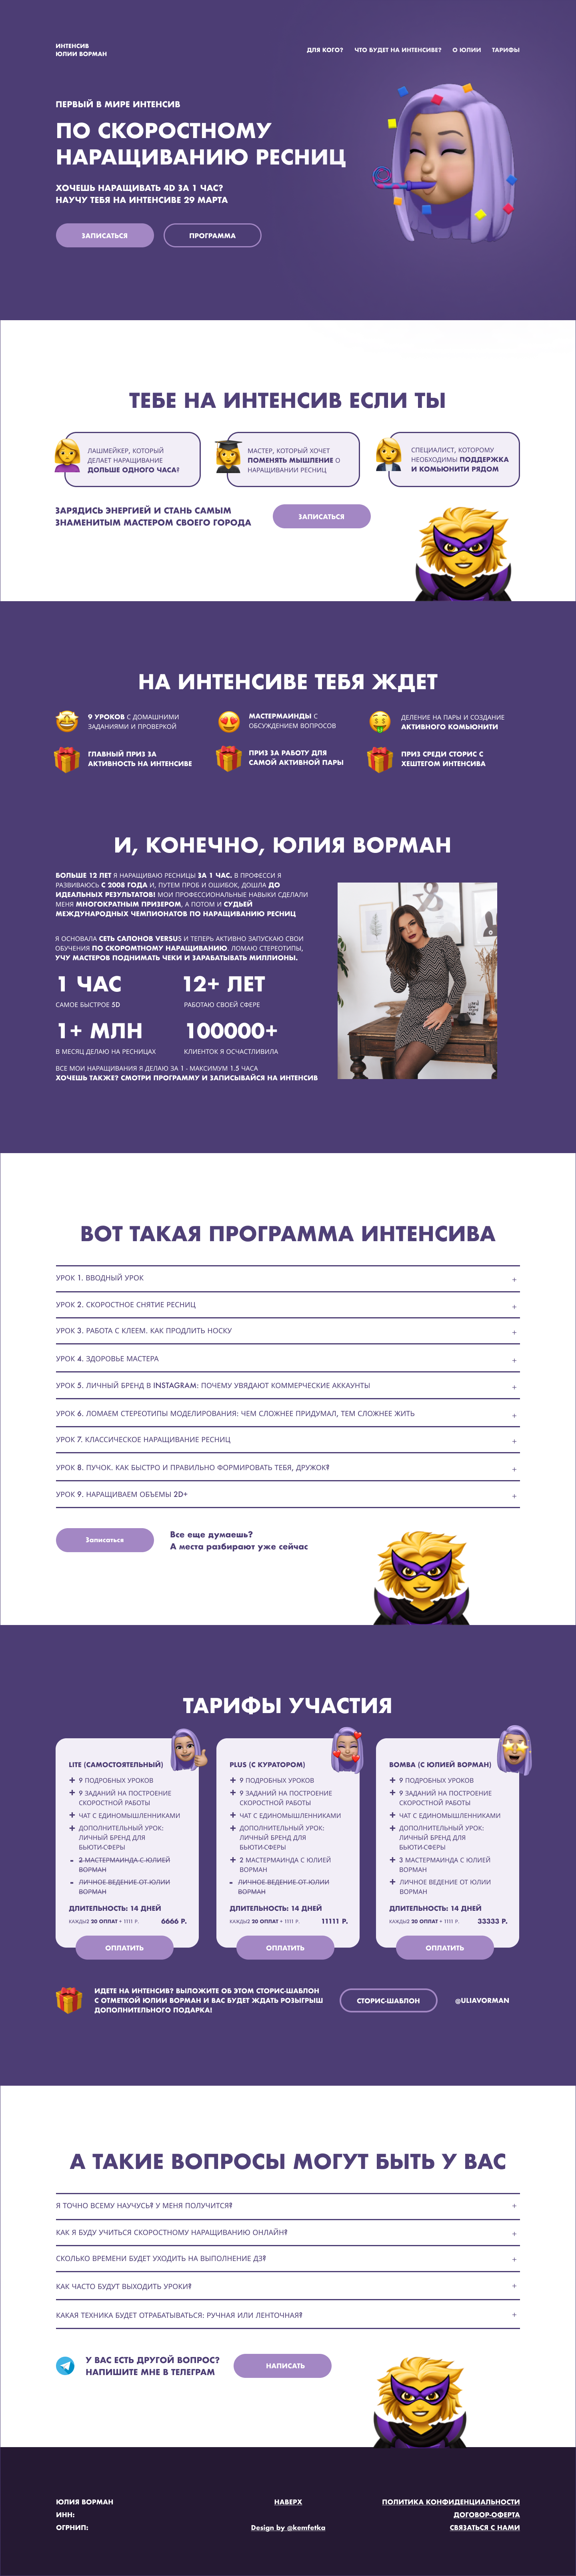 ИНТЕНСИВ
ЮЛИИ ВОРМАН
ДЛЯ КОГО?
ЧТО БУДЕТ НА ИНТЕНСИВЕ?
О ЮЛИИ
ТАРИФЫ
ПЕРВЫЙ В МИРЕ ИНТЕНСИВ
ПО СКОРОСТНОМУ
НАРАЩИВАНИЮ РЕСНИЦ
ХОЧЕШЬ НАРАЩИВАТЬ 4D ЗА 1 ЧАС?
НАУЧУ ТЕБЯ НА ИНТЕНСИВЕ 29 МАРТА
ЗАПИСАТЬСЯ
ПРОГРАММА
ТЕБЕ НА ИНТЕНСИВ ЕСЛИ ТЫ
ЛАШМЕЙКЕР, КОТОРЫЙ
ДЕЛАЕТ НАРАЩИВАНИЕ
ДОЛЬШЕ ОДНОГО ЧАСА!
МАСТЕР, КОТОРЫЙ ХОЧЕТ
ПОМЕНЯТЬ МЫШЛЕНИЕ О
НАРАЩИВАНИИ РЕСНИЦ
СПЕЦИАЛИСТ, КОТОРОМУ
НЕОБХОДИМЫ ПОДДЕРЖКА
И КОМЬЮНИТИ РЯДОМ
ЗАРЯДИСЬ ЭНЕРГИЕЙ И СТАНЬ САМЫМ
ЗНАМЕНИТЫМ МАСТЕРОМ СВОЕГО ГОРОДА
ЗАПИСАТЬСЯ
НА ИНТЕНСИВЕ ТЕБЯ ЖДЕТ
9 УРОКОВ С ДОМАШНИМИ
ЗАДАНИЯМИ И ПРОВЕРКОЙ
МАСТЕРМАИНДЫ С
ОБСУЖДЕНИЕМ ВОПРОСОВ
ДЕЛЕНИЕ НА ПАРЫ И СОЗДАНИЕ
АКТИВНОГО КОМЬЮНИТИ
ГЛАВНЫЙ ПРИЗ ЗА
АКТИВНОСТЬ НА ИНТЕНСИВЕ
ПРИЗ ЗА РАБОТУ ДЛЯ
САМОЙ АКТИВНОЙ ПАРЫ
ПРИЗ СРЕДИ СТОРИС С
ХЕШТЕГОМ ИНТЕНСИВА
И, КОНЕЧНО, ЮЛИЯ ВОРМАН
БОЛЬШЕ 12 ЛЕТ Я НАРАЩИВАЮ РЕСНИЦЫ ЗА 1 ЧАС. В ПРОФЕССИ Я
РАЗВИВАЮСЬ С 2008 ГОДА И, ПУТЕМ ПРОБ И ОШИБОК, ДОШЛА ДО
ИДЕАЛЬНЫХ РЕЗУЛЬТАТОВ! МОИ ПРОФЕССИОНАЛЬНЫЕ НАВЫКИ СДЕЛАЛИ
МЕНЯ МНОГОКРАТНЫМ ПРИЗЕРОМ, А ПОТОМ И СУДЬЕЙ
МЕЖДУНАРОДНЫХ ЧЕМПИОНАТОВ ПО НАРАЩИВАНИЮ РЕСНИЦ
Я ОСНОВАЛА СЕТЬ САЛОНОВ VERSUS И ТЕПЕРЬ АКТИВНО ЗАПУСКАЮ СВОИ
ОБУЧЕНИЯ ПО СКОРОМТНОМУ НАРАЩИВАНИЮ. ЛОМАЮ СТЕРЕОТИПЫ,
УЧУ МАСТЕРОВ ПОДНИМАТЬ ЧЕКИ И ЗАРАБАТЫВАТЬ МИЛЛИОНЫ.
1 ЧАС
12+ ЛЕТ
САМОЕ БЫСТРОЕ 5D
РАБОТАЮ СВОЕЙ СФЕРЕ
1+ МЛН
100000+
В МЕСЯЦ ДЕЛАЮ НА РЕСНИЦАХ
КЛИЕНТОК Я ОСЧАСТЛИВИЛА
ВСЕ МОИ НАРАЩИВАНИЯ Я ДЕЛАЮ ЗА 1 - МАКСИМУМ 1.5 ЧАСА
ХОЧЕШЬ ТАКЖЕ? СМОТРИ ПРОГРАММУ И ЗАПИСЫВАЙСЯ НА ИНТЕНСИВ
ВОТ ТАКАЯ ПРОГРАММА ИНТЕНСИВА
УРОК 1. ВВОДНЫЙ УРОК +
УРОК 2. СКОРОСТНОЕ СНЯТИЕ РЕСНИЦ +
УРОК 3. РАБОТА С КЛЕЕМ. КАК ПРОДЛИТЬ НОСКУ +
УРОК 4. ЗДОРОВЬЕ МАСТЕРА +
УРОК 5. ЛИЧНЫЙ БРЕНД В INSTAGRAM: ПОЧЕМУ УВЯДАЮТ КОММЕРЧЕСКИЕ АККАУНТЫ +
УРОК 6. ЛОМАЕМ СТЕРЕОТИПЫ МОДЕЛИРОВАНИЯ: ЧЕМ СЛОЖНЕЕ ПРИДУМАЛ, ТЕМ СЛОЖНЕЕ ЖИТЬ +
УРОК 7. КЛАССИЧЕСКОЕ НАРАЩИВАНИЕ РЕСНИЦ +
УРОК 8. ПУЧОК. КАК БЫСТРО И ПРАВИЛЬНО ФОРМИРОВАТЬ ТЕБЯ, ДРУЖОК? +
УРОК 9. НАРАЩИВАЕМ ОБЪЕМЫ 2D+ +
Записаться
Все еще думаешь?
А места разбирают уже сейчас
ТАРИФЫ УЧАСТИЯ
LITE (САМОСТОЯТЕЛЬНЫЙ)
+ 9 ПОДРОБНЫХ УРОКОВ
+ 9 ЗАДАНИЙ НА ПОСТРОЕНИЕ
СКОРОСТНОЙ РАБОТЫ
+ ЧАТ С ЕДИНОМЫШЛЕННИКАМИ
+ ДОПОЛНИТЕЛЬНЫЙ УРОК:
ЛИЧНЫЙ БРЕНД ДЛЯ
БЬЮТИ-СФЕРЫ
- 2 МАСТЕРМАИНДА С ЮЛИЕЙ
ВОРМАН
- ЛИЧНОЕ ВЕДЕНИЕ ОТ ЮЛИИ
ВОРМАН
ДЛИТЕЛЬНОСТЬ: 14 ДНЕЙ
КАЖДЫЕ 20 ОПЛАТ + 1111 Р.
6666 Р.
ОПЛАТИТЬ
PLUS (С КУРАТОРОМ)
+ 9 ПОДРОБНЫХ УРОКОВ
+ 9 ЗАДАНИЙ НА ПОСТРОЕНИЕ
СКОРОСТНОЙ РАБОТЫ
+ ЧАТ С ЕДИНОМЫШЛЕННИКАМИ
+ ДОПОЛНИТЕЛЬНЫЙ УРОК:
ЛИЧНЫЙ БРЕНД ДЛЯ
БЬЮТИ-СФЕРЫ
+ 2 МАСТЕРМАИНДА С ЮЛИЕЙ
ВОРМАН
- ЛИЧНОЕ ВЕДЕНИЕ ОТ ЮЛИИ
ВОРМАН
ДЛИТЕЛЬНОСТЬ: 14 ДНЕЙ
КАЖДЫЕ 20 ОПЛАТ + 1111 Р.
11111 Р.
ОПЛАТИТЬ
BOMBA (С ЮЛИЕЙ ВОРМАН)
+ 9 ПОДРОБНЫХ УРОКОВ
+ 9 ЗАДАНИЙ НА ПОСТРОЕНИЕ
СКОРОСТНОЙ РАБОТЫ
+ ЧАТ С ЕДИНОМЫШЛЕННИКАМИ
+ ДОПОЛНИТЕЛЬНЫЙ УРОК:
ЛИЧНЫЙ БРЕНД ДЛЯ
БЬЮТИ-СФЕРЫ
+ 3 МАСТЕРМАИНДА С ЮЛИЕЙ
ВОРМАН
+ ЛИЧНОЕ ВЕДЕНИЕ ОТ ЮЛИИ
ВОРМАН
ДЛИТЕЛЬНОСТЬ: 14 ДНЕЙ
КАЖДЫЕ 20 ОПЛАТ + 1111 Р.
33333 Р.
ОПЛАТИТЬ
ИДЕТЕ НА ИНТЕНСИВ? ВЫЛОЖИТЕ ОБ ЭТОМ СТОРИС-ШАБЛОН
С ОТМЕТКОЙ ЮЛИИ ВОРМАН И ВАС БУДЕТ ЖДАТЬ РОЗЫГРЫШ
ДОПОЛНИТЕЛЬНОГО ПОДАРКА!
СТОРИС-ШАБЛОН
@ULIAVORMAN
А ТАКИЕ ВОПРОСЫ МОГУТ БЫТЬ У ВАС
Я ТОЧНО ВСЕМУ НАУЧУСЬ? У МЕНЯ ПОЛУЧИТСЯ? +
КАК Я БУДУ УЧИТЬСЯ СКОРОСТНОМУ НАРАЩИВАНИЮ ОНЛАЙН? +
СКОЛЬКО ВРЕМЕНИ БУДЕТ УХОДИТЬ НА ВЫПОЛНЕНИЕ ДЗ? +
КАК ЧАСТО БУДУТ ВЫХОДИТЬ УРОКИ? +
КАКАЯ ТЕХНИКА БУДЕТ ОТРАБАТЫВАТЬСЯ: РУЧНАЯ ИЛИ ЛЕНТОЧНАЯ? +
У ВАС ЕСТЬ ДРУГОЙ ВОПРОС?
НАПИШИТЕ МНЕ В ТЕЛЕГРАМ
НАПИСАТЬ
ЮЛИЯ ВОРМАН
ИНН:
ОГРНИП:
НАВЕРХ
Design by @kemfetka
ПОЛИТИКА КОНФИДЕНЦИАЛЬНОСТИ
ДОГОВОР-ОФЕРТА
СВЯЗАТЬСЯ С НАМИ